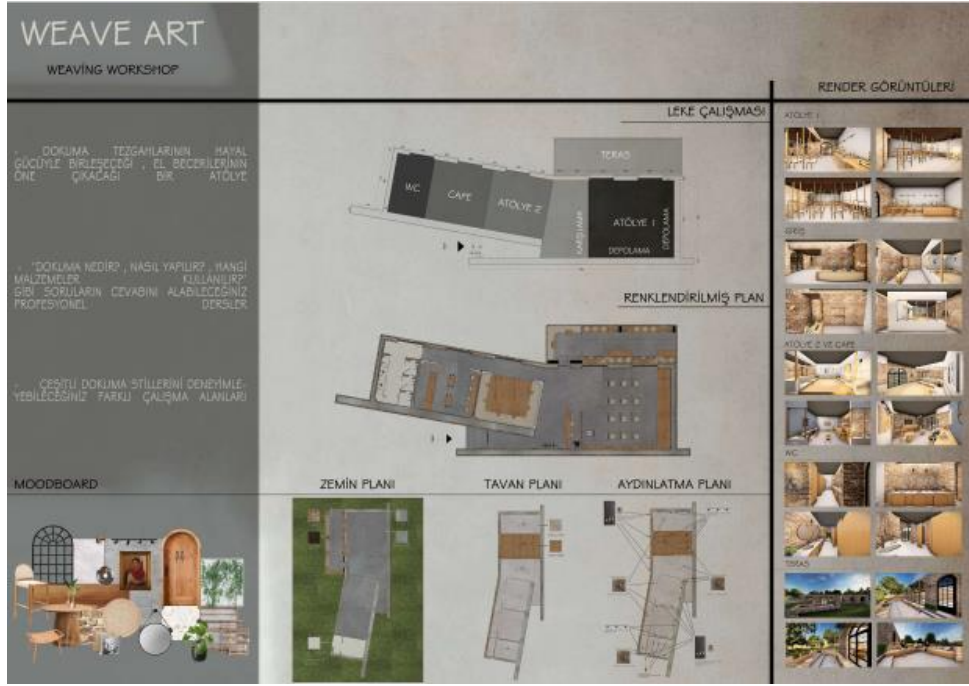 WEAVE ART
WEAVİNG WORKSHOP
- DOKUMA TEZGAHLARININ HAYAL
GÜCÜYLE BİRLEŞECEĞİ , EL BECERİLERİNİN
ÖNE ÇIKACAĞI BİR ATÖLYE
- "DOKUMA NEDİR? , NASIL YAPILIR? , HANGİ
MALZEMELER KULLANILIR?"
GİBİ SORULARIN CEVABINI ALABİLECEĞİNİZ
PROFESYONEL DERSLER
- ÇEŞİTLİ DOKUMA STİLLERİNİ DENEYİMLE-
YEBİLECEĞİNİZ FARKLI ÇALIŞMA ALANLARI
MOODBOARD
LEKE ÇALIŞMASI
TERAS
WC
CAFE
ATÖLYE 2
KARŞILAMA
ATÖLYE 1
DEPOLAMA
DEPOLAMA
RENKLENDİRİLMİŞ PLAN
ZEMİN PLANI
TAVAN PLANI
AYDINLATMA PLANI
RENDER GÖRÜNTÜLERİ
ATÖLYE 1
GİRİŞ
ATÖLYE 2 VE CAFE
WC
TERAS